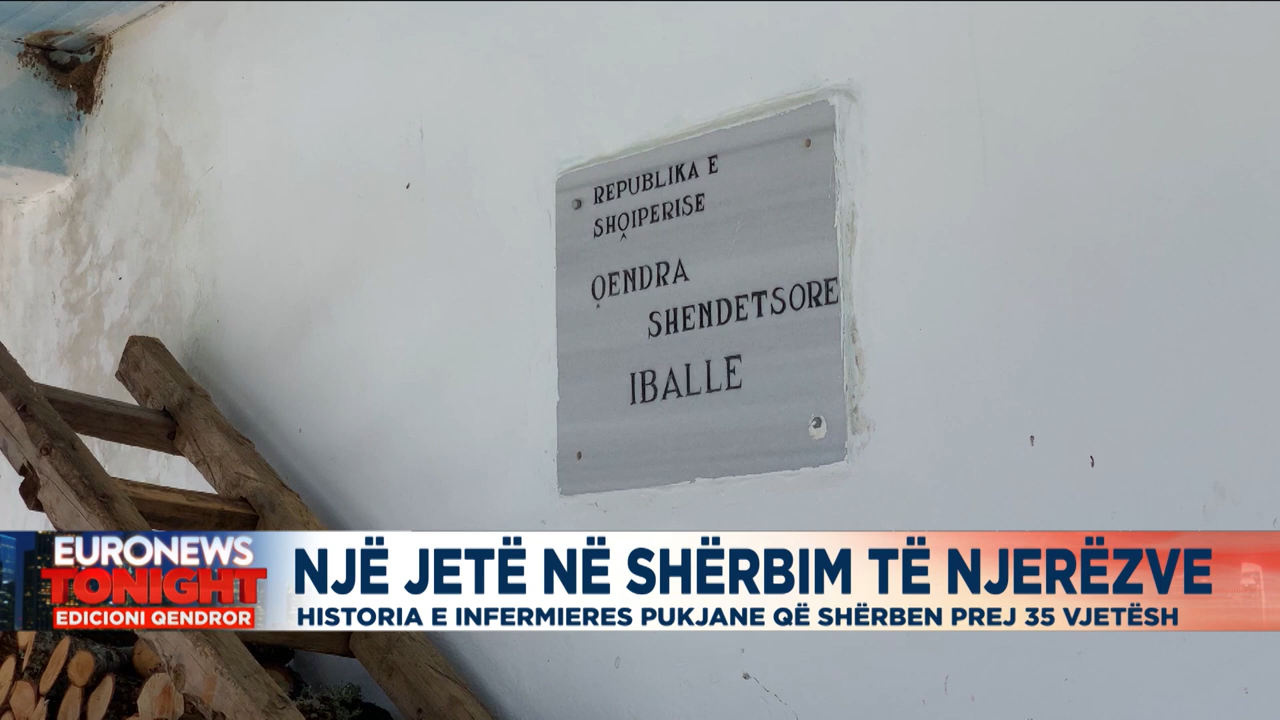 REPUBLIKA E
SHQIPERISE
QENDRA
SHENDETSORE
IBALLE
EURONEWS
TONIGHT
EDICIONI QENDROR
NJË JETË NË SHËRBIM TË NJERËZVE
HISTORIA E INFERMIERES PUKJANE QË SHËRBEN PREJ 35 VJETËSH